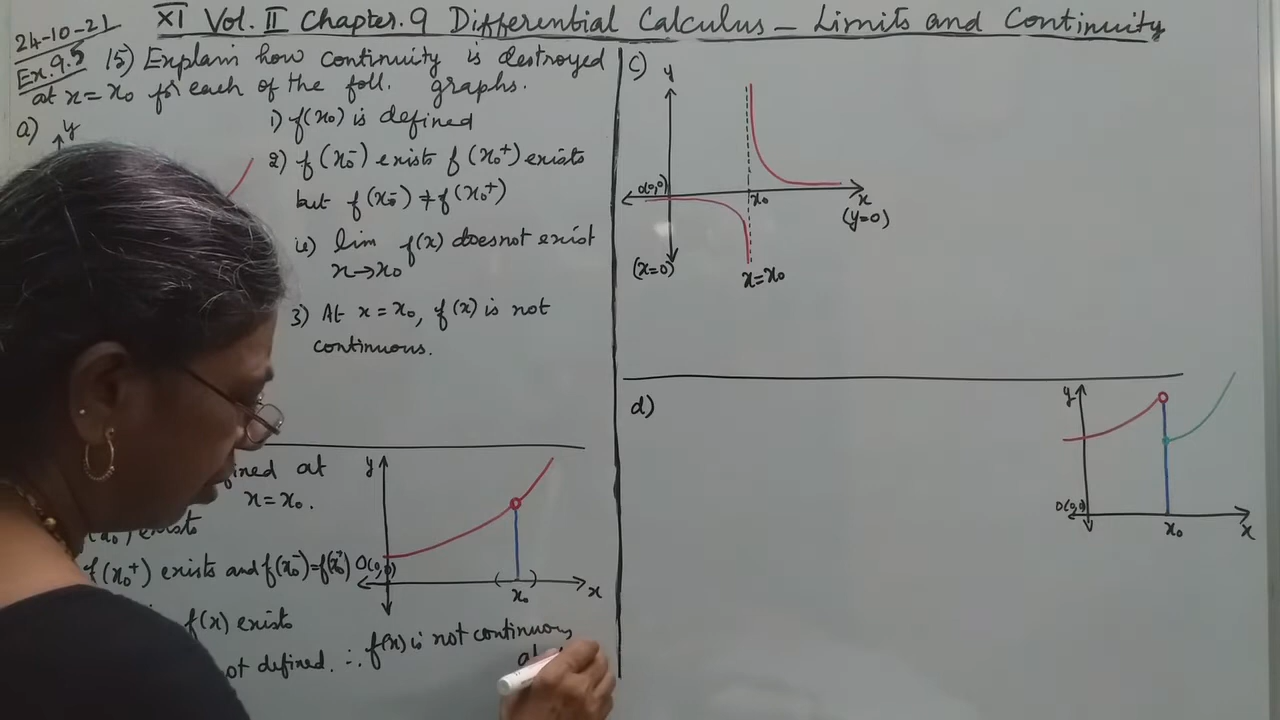 24-10-21
XI Vol. II Chapter. 9 Differential Calculus – Limits and Continuity
Ex. 9.5 15) Explain how continuity is destroyed
at x = x₀ for each of the foll. graphs.
a) y
1) f(x₀) is defined
2) f(x₀⁻) exists f(x₀⁺) exists
but f(x₀⁻) ≠ f(x₀⁺)
ie) lim f(x) does not exist
x→x₀
3) At x = x₀, f(x) is not
continuous.
at
x = x₀.
exists
f(x₀⁺) exists and f(x₀⁻) = f(x₀⁺)
f(x) exists
not defined. ∴ f(x) is not continuous
at
y
O(0,0)
( )
x₀
x
c) y
O(0,0)
x₀
x
(y=0)
(x=0)
x = x₀
d)
y
O(0,0)
x₀
x